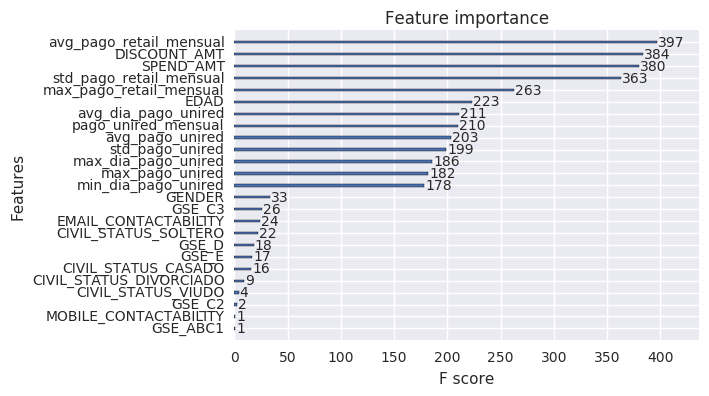 Feature importance
avg_pago_retail_mensual 397
DISCOUNT_AMT 384
SPEND_AMT 380
std_pago_retail_mensual 363
max_pago_retail_mensual 263
EDAD 223
avg_dia_pago_unired 211
pago_unired_mensual 210
avg_pago_unired 203
std_pago_unired 199
max_dia_pago_unired 186
max_pago_unired 182
min_dia_pago_unired 178
GENDER 33
GSE_C3 26
EMAIL_CONTACTABILITY 24
CIVIL_STATUS_SOLTERO 22
GSE_D 18
GSE_E 17
CIVIL_STATUS_CASADO 16
CIVIL_STATUS_DIVORCIADO 9
CIVIL_STATUS_VIUDO 4
GSE_C2 2
MOBILE_CONTACTABILITY 1
GSE_ABC1 1
Features
0 50 100 150 200 250 300 350 400
F score